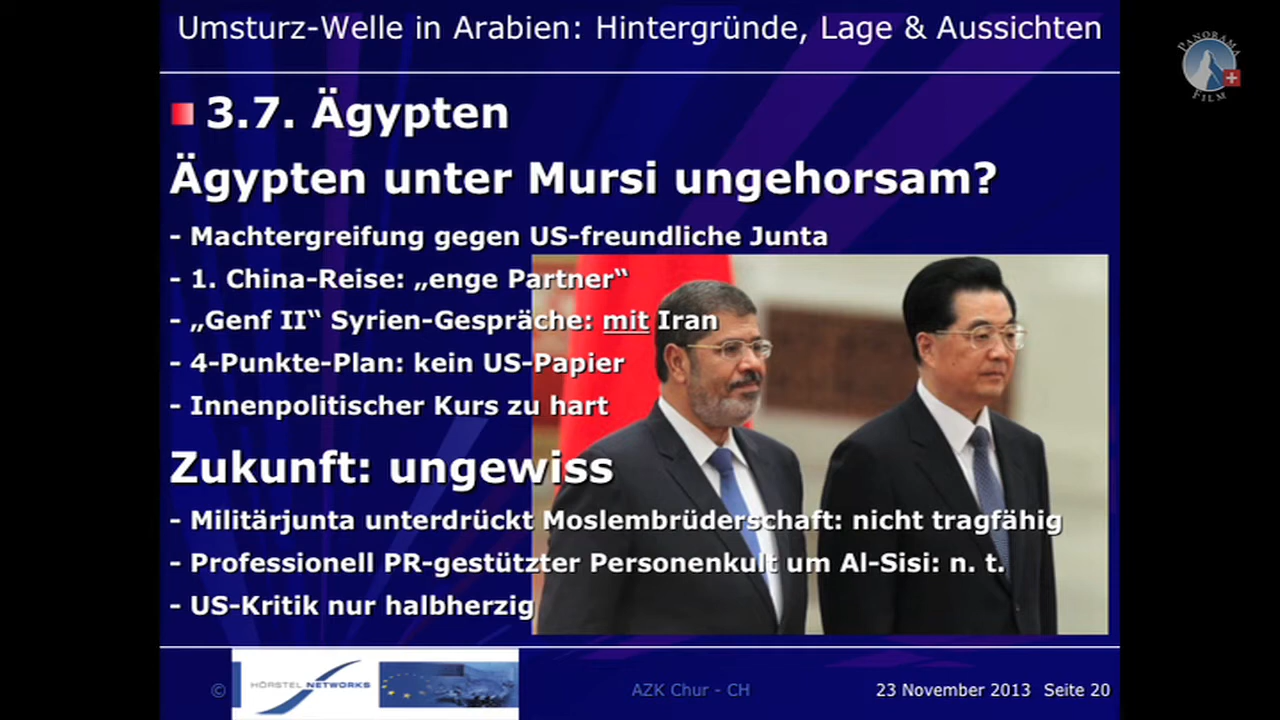 Umsturz-Welle in Arabien: Hintergründe, Lage & Aussichten
PANORAMA
FILM
3.7. Ägypten
Ägypten unter Mursi ungehorsam?
- Machtergreifung gegen US-freundliche Junta
- 1. China-Reise: „enge Partner“
- „Genf II“ Syrien-Gespräche: mit Iran
- 4-Punkte-Plan: kein US-Papier
- Innenpolitischer Kurs zu hart
Zukunft: ungewiss
- Militärjunta unterdrückt Moslembrüderschaft: nicht tragfähig
- Professionell PR-gestützter Personenkult um Al-Sisi: n. t.
- US-Kritik nur halbherzig
© HÖRSTEL NETWORKS
AZK Chur - CH
23 November 2013 Seite 20